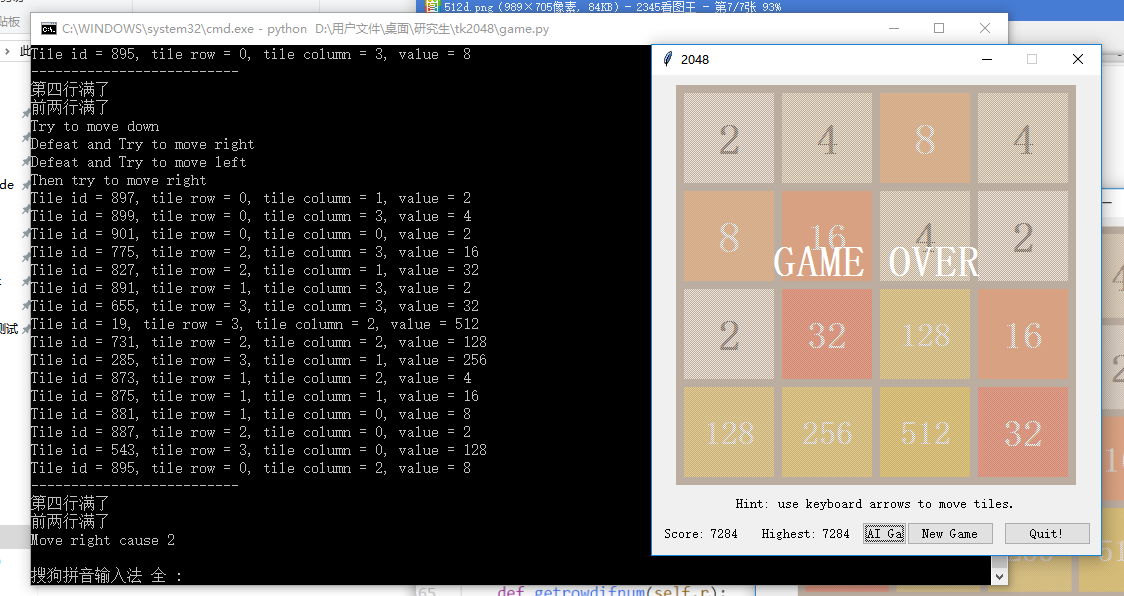 512d.png (989×705像素, 84KB) - 2345看图王 - 第7/7张 93%
贴板
C:\WINDOWS\system32\cmd.exe - python  D:\用户文件\桌面\研究生\tk2048\game.py
Tile id = 895, tile row = 0, tile column = 3, value = 8
--------------------------
第四行满了
前两行满了
Try to move down
Defeat and Try to move right
Defeat and Try to move left
Then try to move right
Tile id = 897, tile row = 0, tile column = 1, value = 2
Tile id = 899, tile row = 0, tile column = 3, value = 4
Tile id = 901, tile row = 0, tile column = 0, value = 2
Tile id = 775, tile row = 2, tile column = 3, value = 16
Tile id = 827, tile row = 2, tile column = 1, value = 32
Tile id = 891, tile row = 1, tile column = 3, value = 2
Tile id = 655, tile row = 3, tile column = 3, value = 32
Tile id = 19, tile row = 3, tile column = 2, value = 512
Tile id = 731, tile row = 2, tile column = 2, value = 128
Tile id = 285, tile row = 3, tile column = 1, value = 256
Tile id = 873, tile row = 1, tile column = 2, value = 4
Tile id = 875, tile row = 1, tile column = 1, value = 16
Tile id = 881, tile row = 1, tile column = 0, value = 8
Tile id = 887, tile row = 2, tile column = 0, value = 2
Tile id = 543, tile row = 3, tile column = 0, value = 128
Tile id = 895, tile row = 0, tile column = 2, value = 8
--------------------------
第四行满了
前两行满了
Move right cause 2
搜狗拼音输入法 全 :
2048
2 4 8 4
8 16 4 2
GAME OVER
2 32 128 16
128 256 512 32
Hint: use keyboard arrows to move tiles.
Score: 7284 Highest: 7284 AI Ga New Game Quit!
de
测试
65 def getrowdifnum(self,r):